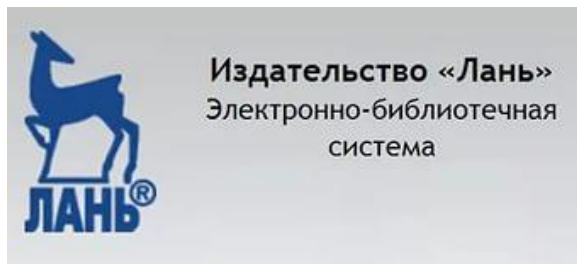 Издательство «Лань»
Электронно-библиотечная
система
ЛАНЬ®